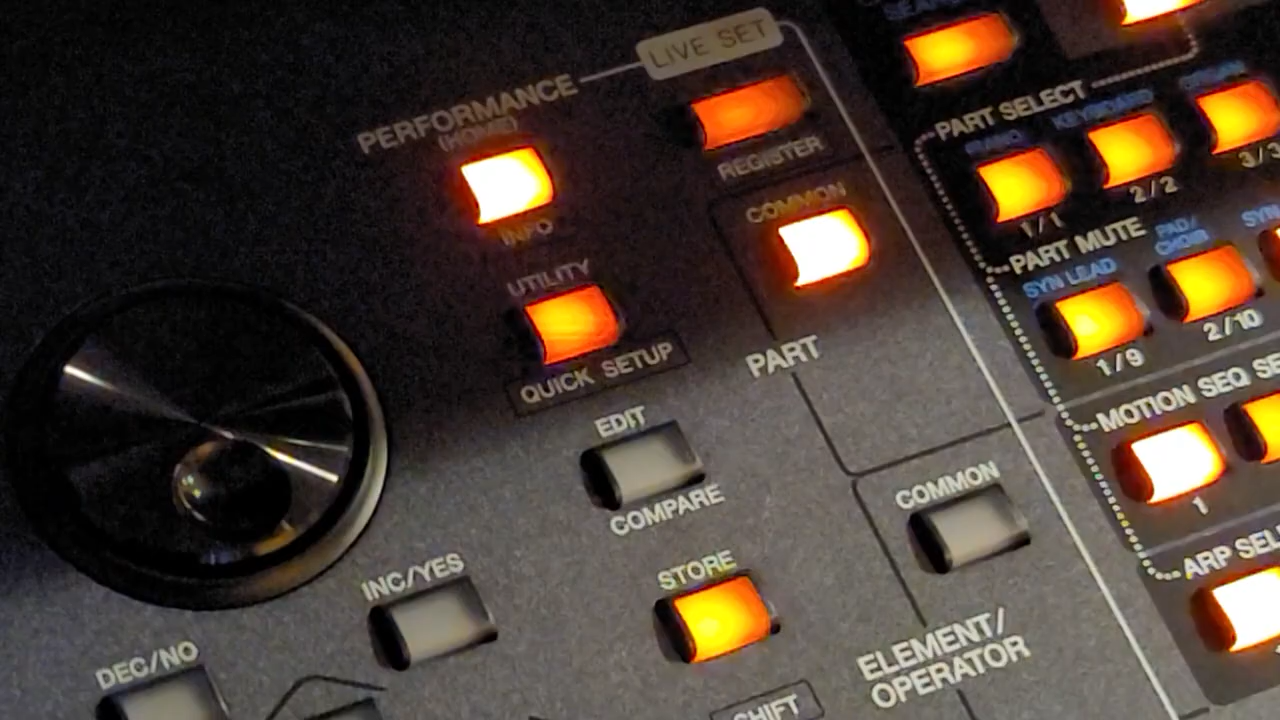 LIVE SET
PERFORMANCE
(HOME)
REGISTER
INFO
COMMON
UTILITY
QUICK SETUP
PART
EDIT
COMPARE
COMMON
INC/YES
STORE
DEC/NO
ELEMENT/
OPERATOR
SHIFT
PART SELECT
PIANO
KEYBOARD
1/1
2/2
3/3
PART MUTE
SYN LEAD
PAD/
CHOIR
SYN
1/9
2/10
MOTION SEQ SE
1
ARP SEL